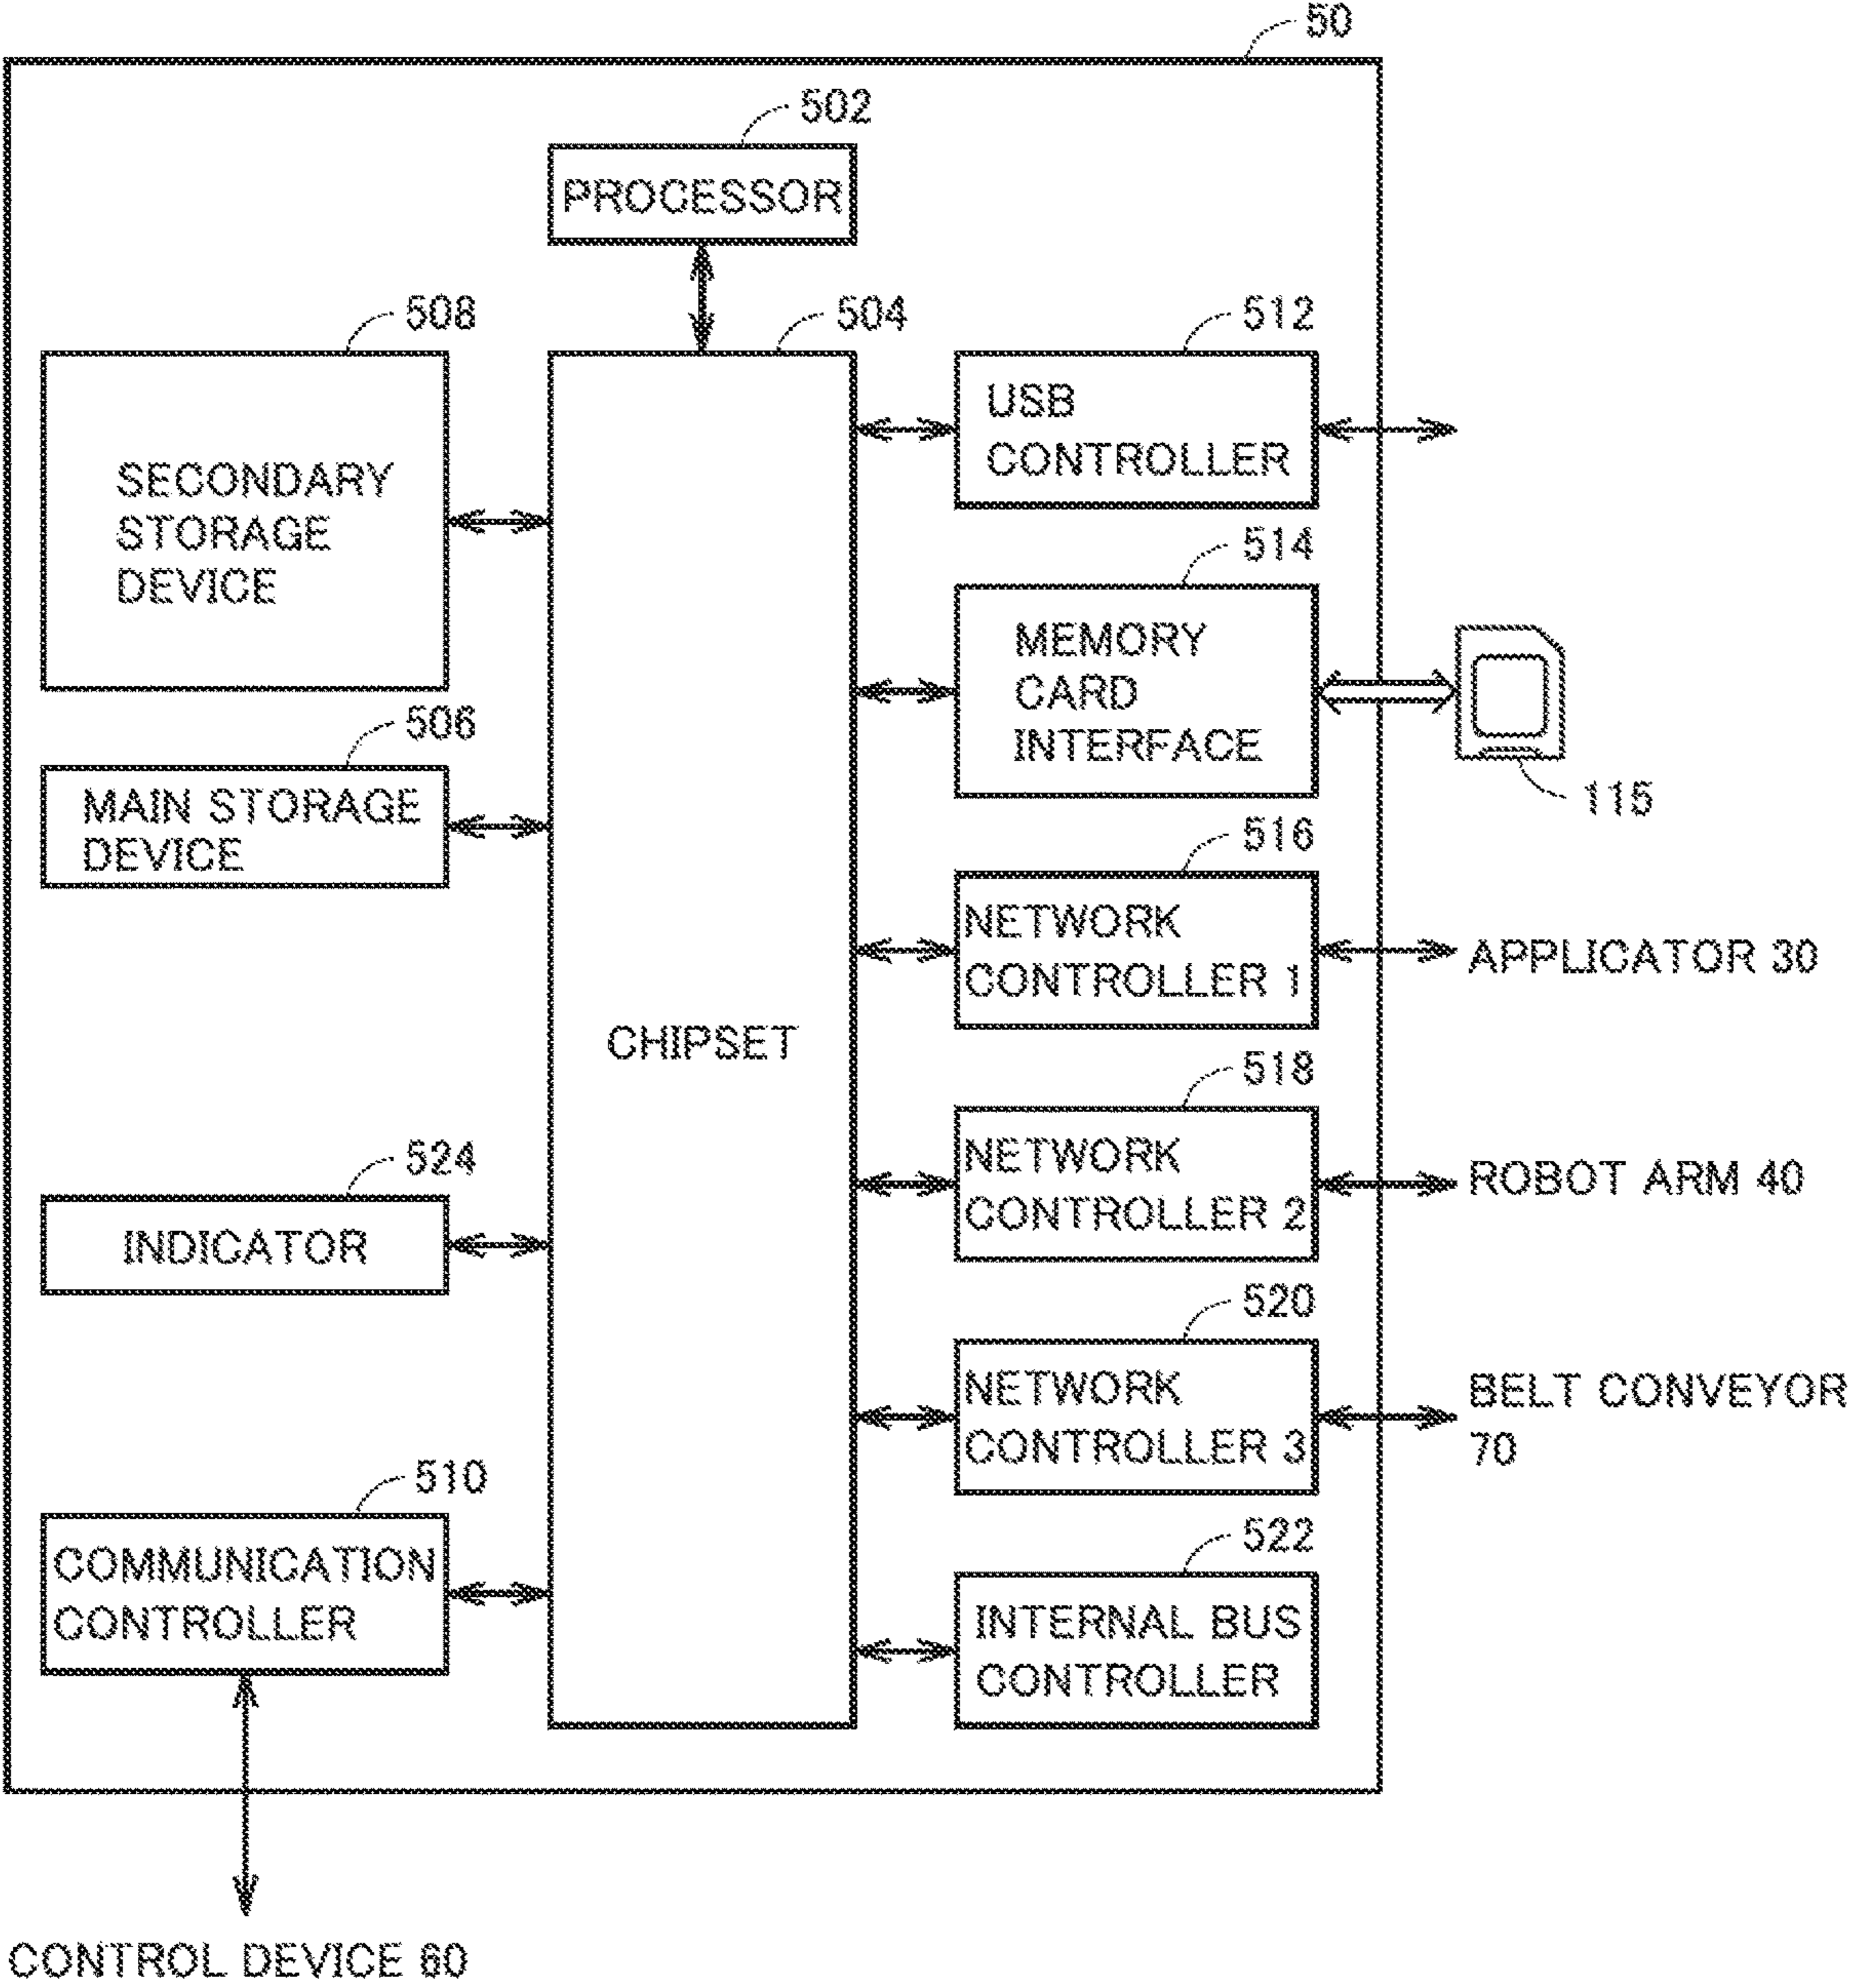 50
502
PROCESSOR
508
504
512
SECONDARY
STORAGE
DEVICE
USB
CONTROLLER
514
MEMORY
CARD
INTERFACE
115
506
MAIN STORAGE
DEVICE
516
NETWORK
CONTROLLER 1
APPLICATOR 30
CHIPSET
518
NETWORK
CONTROLLER 2
ROBOT ARM 40
524
INDICATOR
520
NETWORK
CONTROLLER 3
BELT CONVEYOR
70
510
COMMUNICATION
CONTROLLER
522
INTERNAL BUS
CONTROLLER
CONTROL DEVICE 60